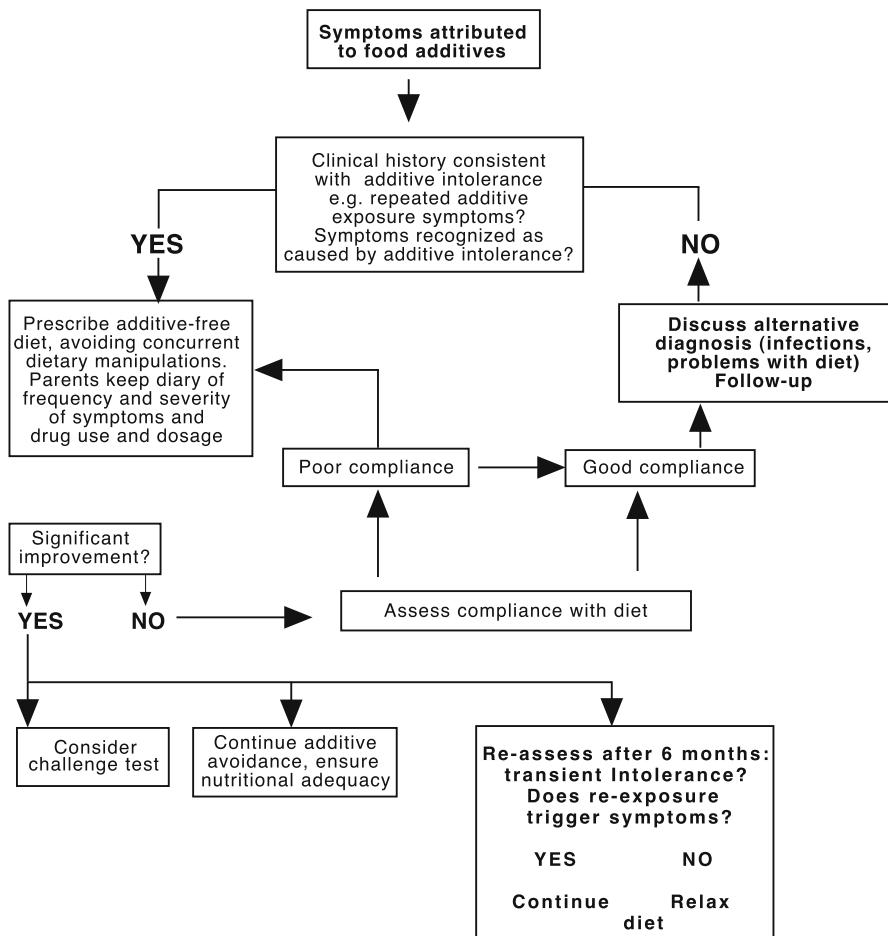 Symptoms attributed
to food additives
Clinical history consistent
with additive intolerance
e.g. repeated additive
exposure symptoms?
Symptoms recognized as
caused by additive intolerance?
YES
NO
Prescribe additive-free
diet, avoiding concurrent
dietary manipulations.
Parents keep diary of
frequency and severity
of symptoms and
drug use and dosage
Discuss alternative
diagnosis (infections,
problems with diet)
Follow-up
Poor compliance
Good compliance
Significant
improvement?
YES
NO
Assess compliance with diet
Consider
challenge test
Continue additive
avoidance, ensure
nutritional adequacy
Re-assess after 6 months:
transient Intolerance?
Does re-exposure
trigger symptoms?
YES NO
Continue Relax
diet